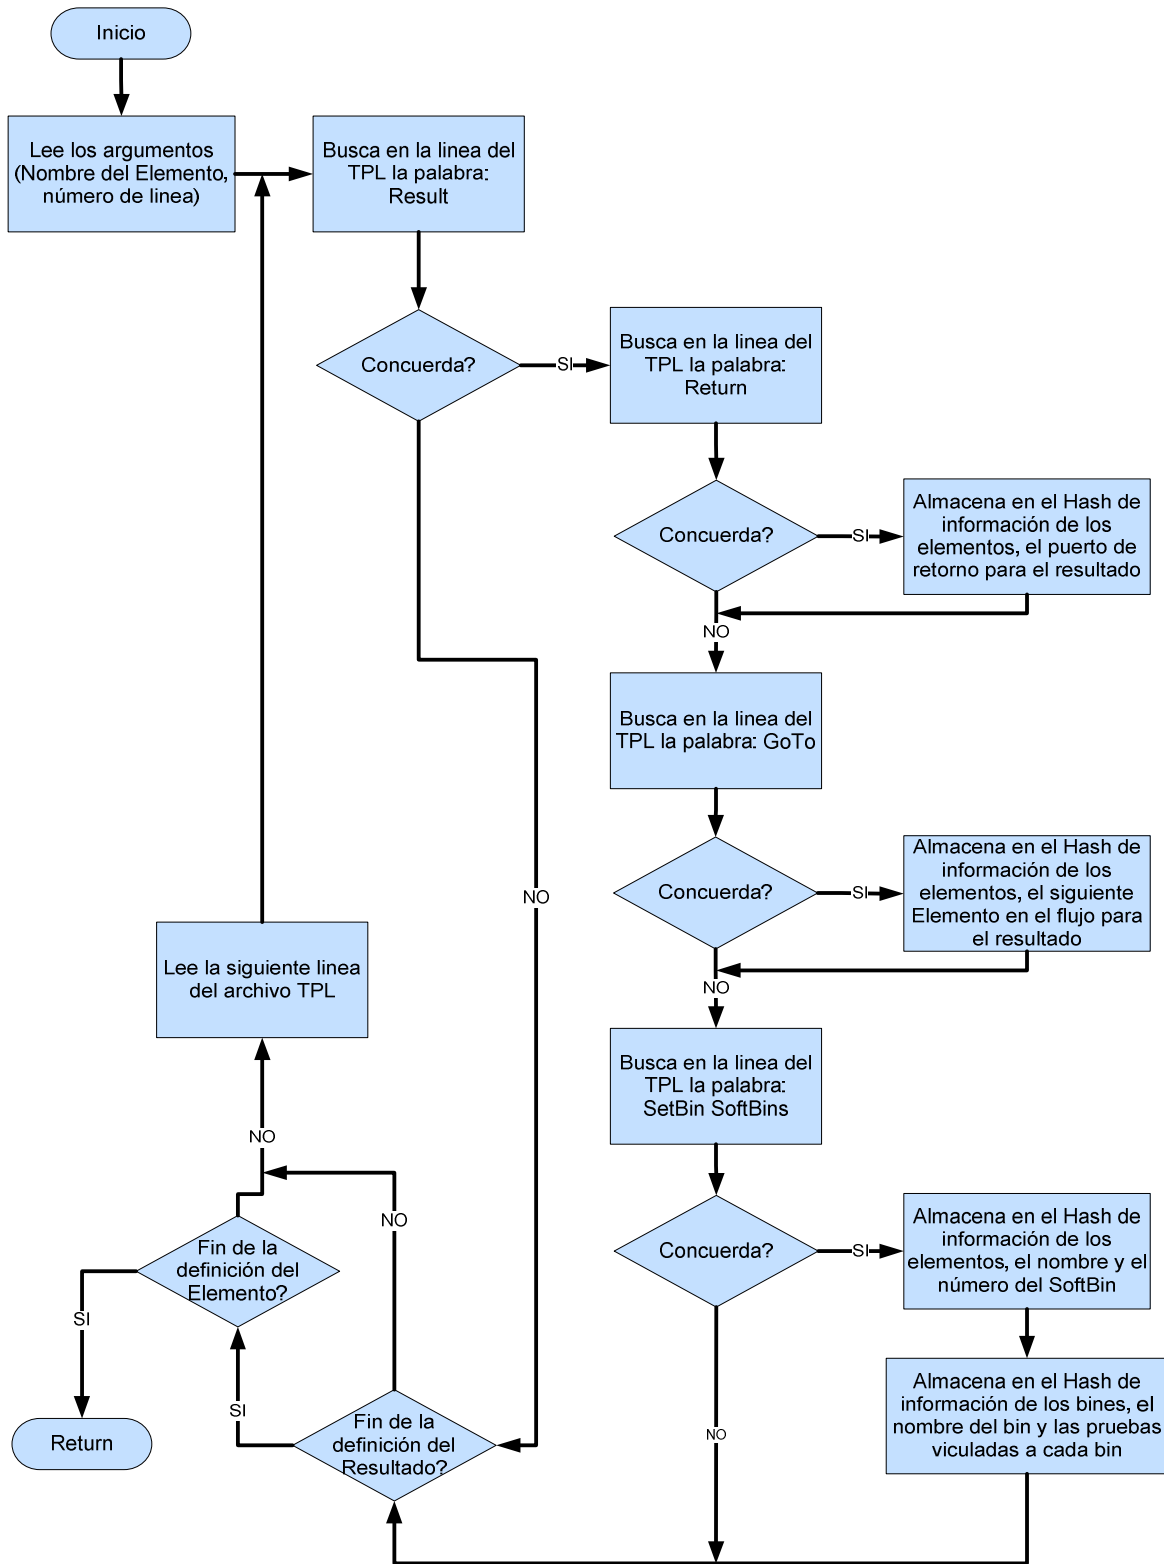 Inicio
Lee los argumentos
(Nombre del Elemento,
número de linea)
Busca en la linea del
TPL la palabra:
Result
Concuerda?
SI
Busca en la linea del
TPL la palabra:
Return
Concuerda?
SI
Almacena en el Hash de
información de los
elementos, el puerto de
retorno para el resultado
NO
Busca en la linea del
TPL la palabra: GoTo
Concuerda?
SI
Almacena en el Hash de
información de los
elementos, el siguiente
Elemento en el flujo para
el resultado
NO
NO
Lee la siguiente linea
del archivo TPL
Busca en la linea del
TPL la palabra:
SetBin SoftBins
NO
Concuerda?
SI
Almacena en el Hash de
información de los
elementos, el nombre y el
número del SoftBin
NO
Fin de la
definición del
Elemento?
SI
Almacena en el Hash de
información de los bines, el
nombre del bin y las pruebas
viculadas a cada bin
SI
Return
Fin de la
definición del
Resultado?
NO